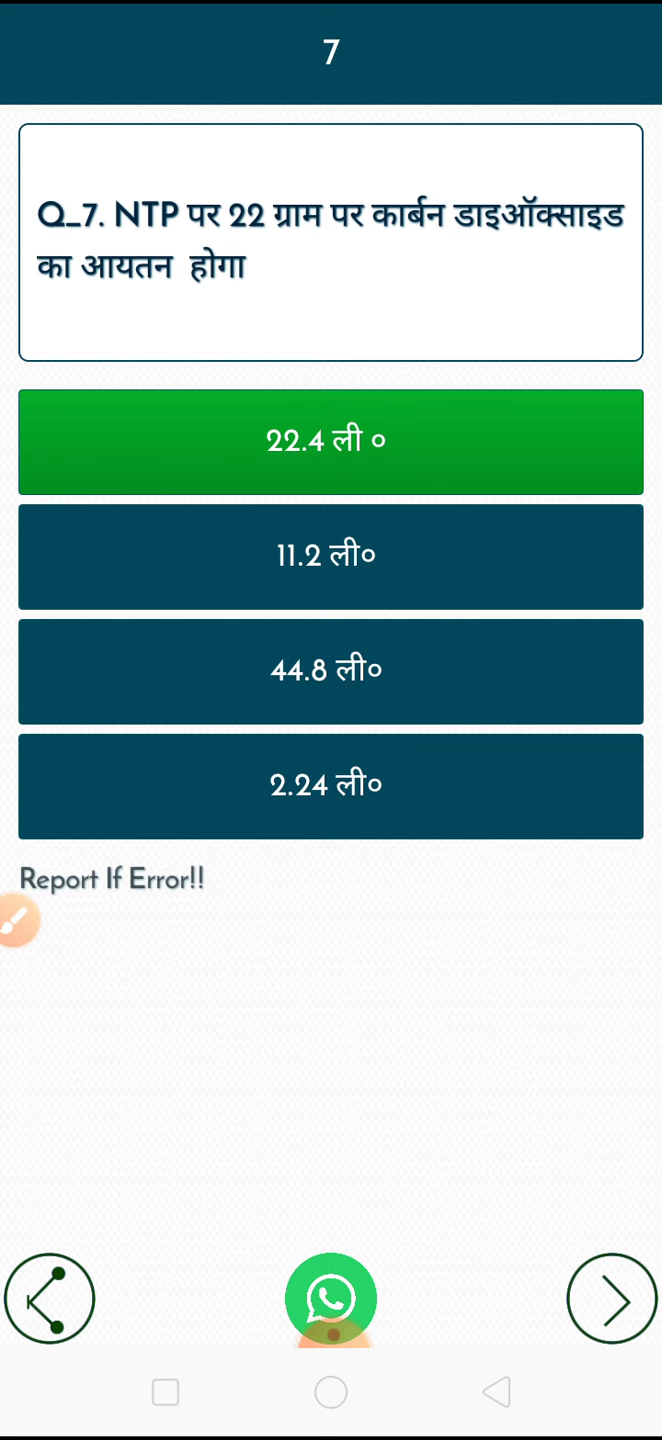 7
Q_7. NTP पर 22 ग्राम पर कार्बन डाइऑक्साइड
का आयतन होगा
22.4 ली ०
11.2 ली०
44.8 ली०
2.24 ली०
Report If Error!!